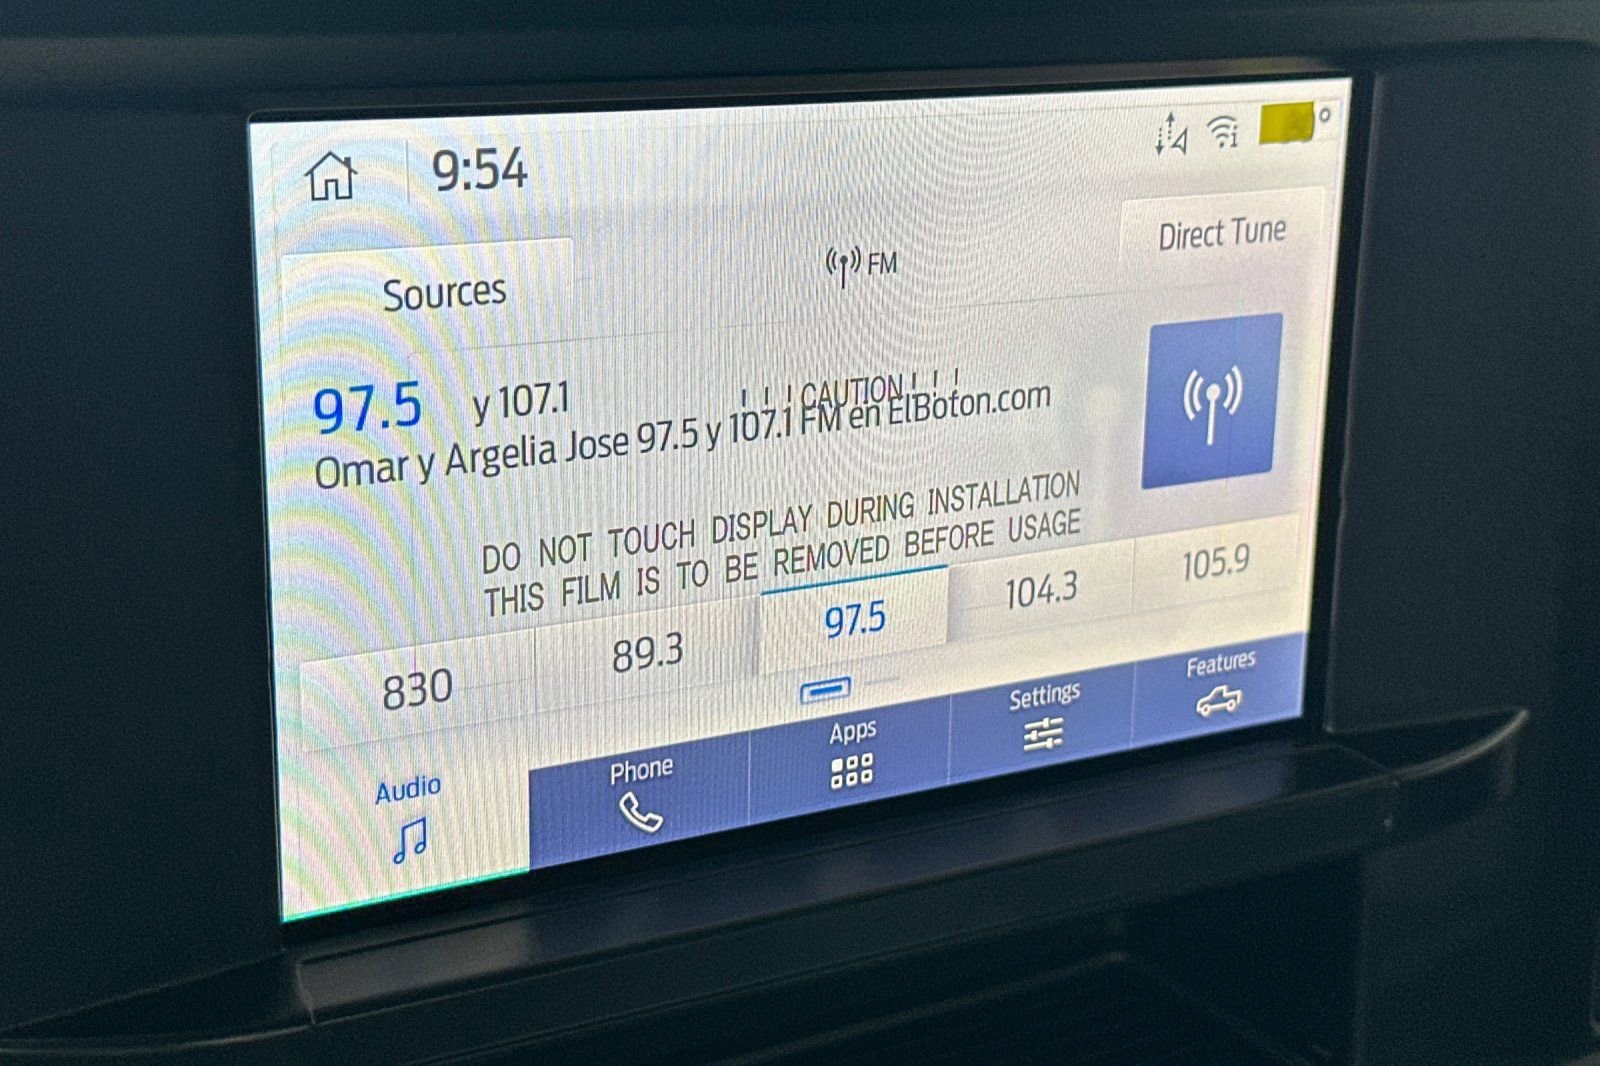 9:54
Sources
FM
Direct Tune
97.5 y 107.1
! ! ! CAUTION ! ! !
Omar y Argelia Jose 97.5 y 107.1 FM en ElBoton.com
DO NOT TOUCH DISPLAY DURING INSTALLATION
THIS FILM IS TO BE REMOVED BEFORE USAGE
830 89.3 97.5 104.3 105.9
Audio Phone Apps Settings Features